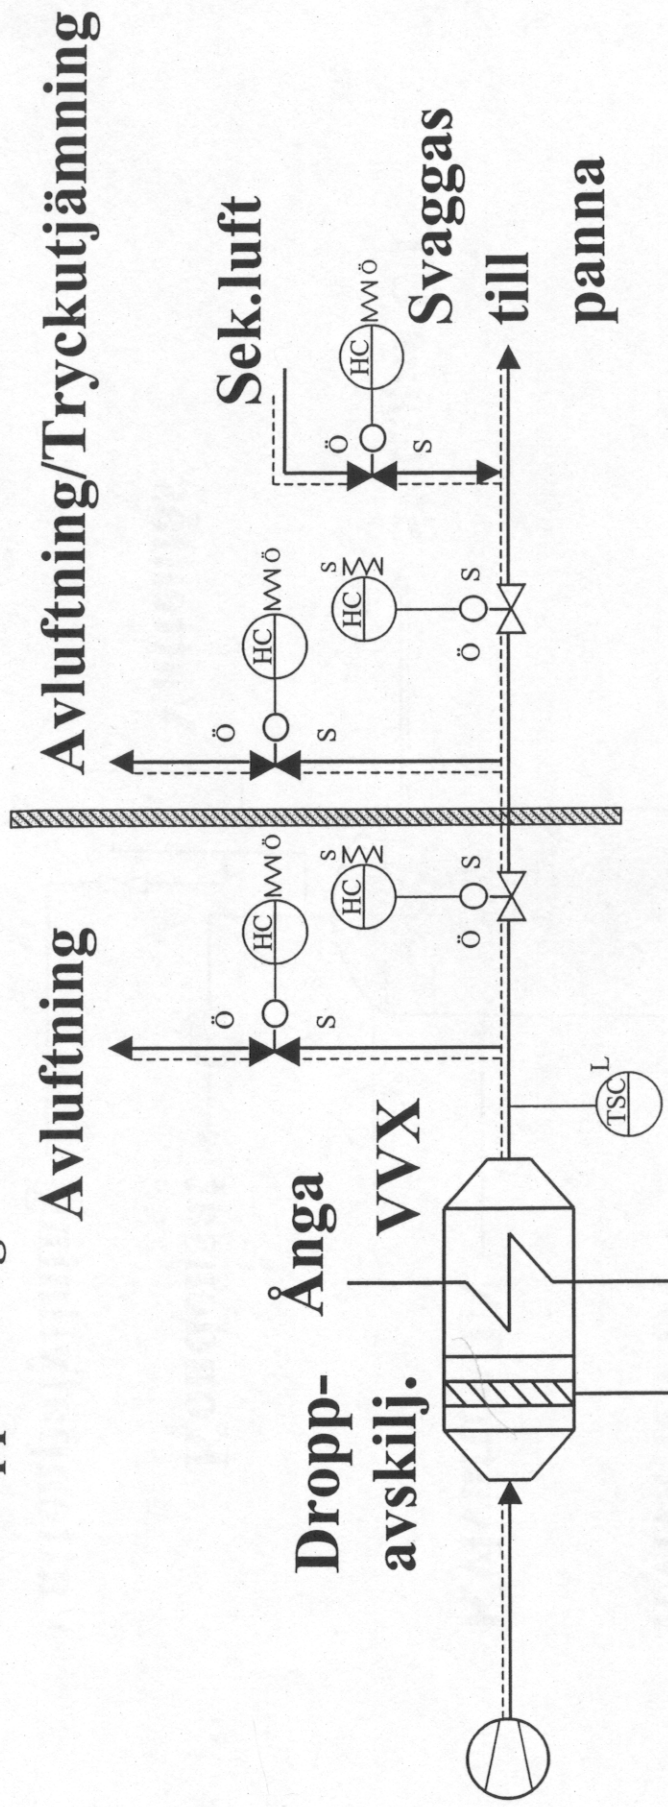 Avluftning
Avluftning/Tryckutjämning
Sek.luft
Svaggas
till
panna
Dropp-
avskilj.
Ånga
VVX
Ö
S
HC
Ö
S
HC
Ö
S
Ö
S
HC
Ö
S
HC
Ö
S
Ö
S
HC
Ö
TSC
L